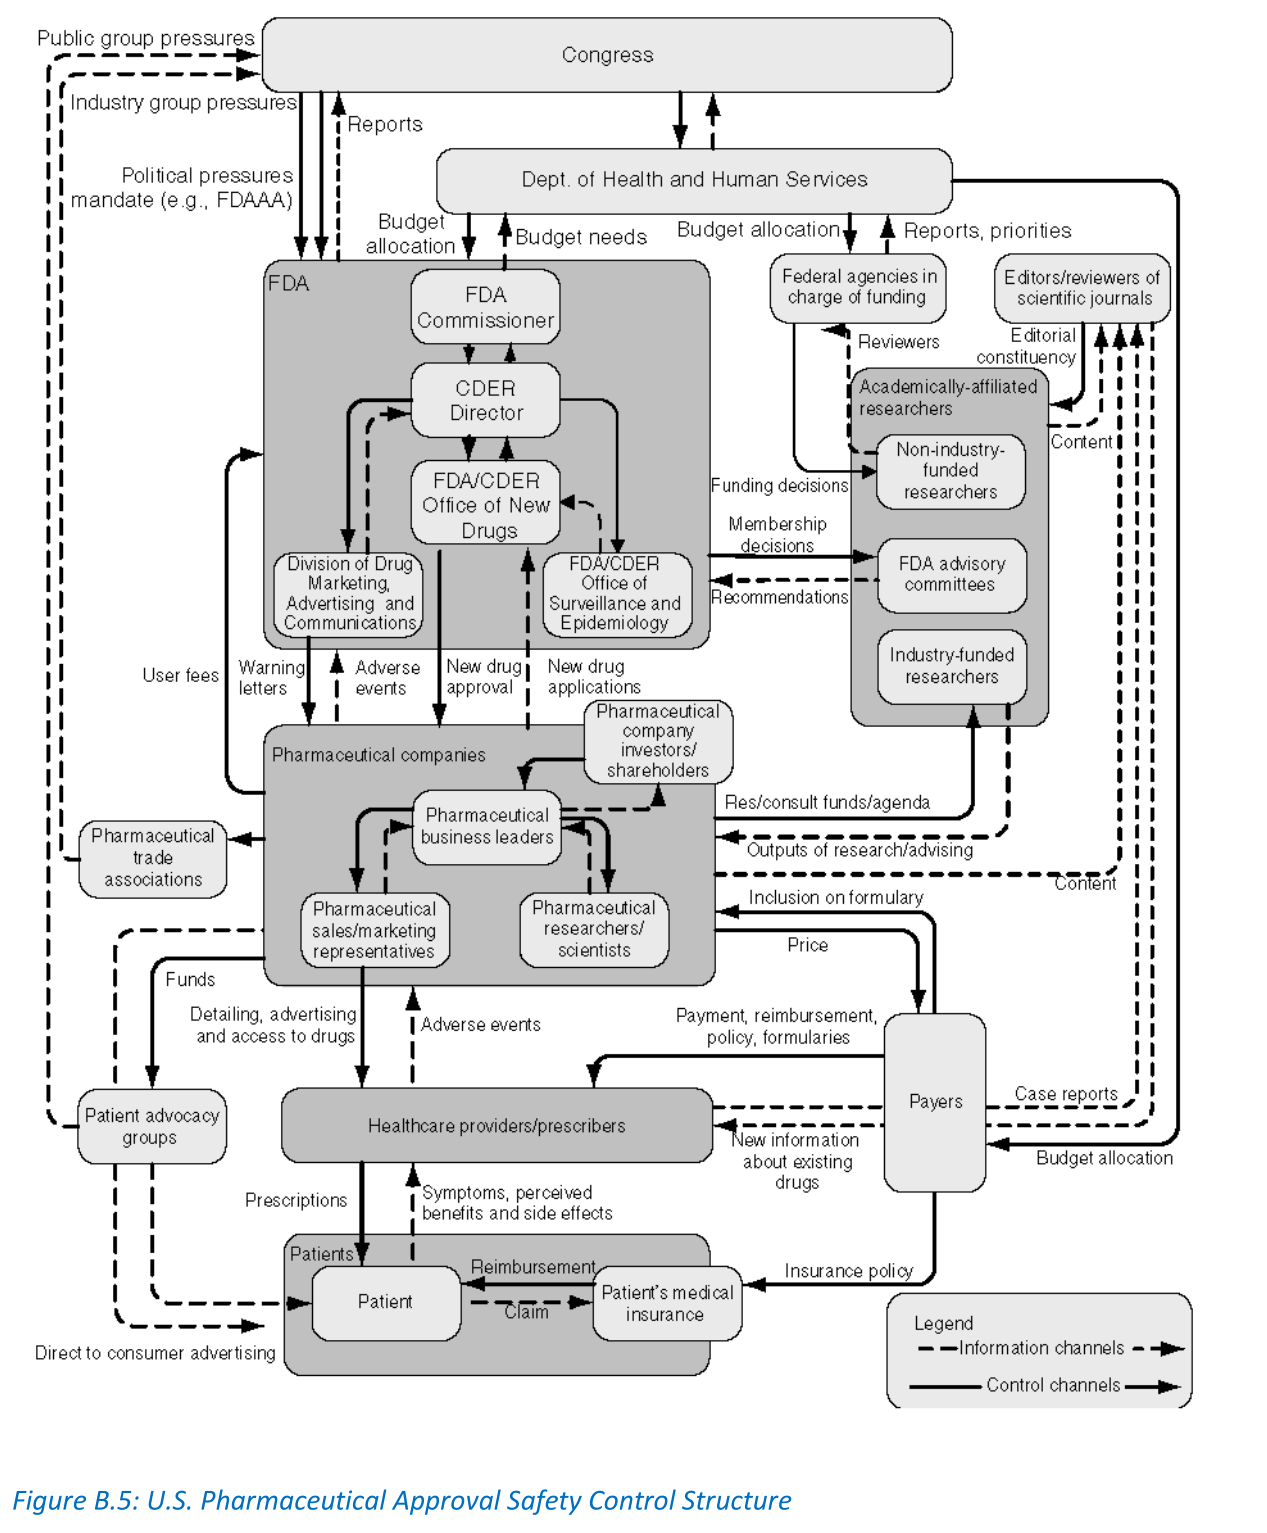 Public group pressures
Congress
Industry group pressures
Reports
Political pressures
mandate (e.g., FDAAA)
Dept. of Health and Human Services
Budget
allocation
Budget needs
Budget allocation
Reports, priorities
FDA
FDA
Commissioner
Federal agencies in
charge of funding
Editors/reviewers of
scientific journals
Reviewers
Editorial
constituency
CDER
Director
Academically-affiliated
researchers
Content
FDA/CDER
Office of New
Drugs
Non-industry-
funded
researchers
Funding decisions
Membership
decisions
Division of Drug
Marketing,
Advertising and
Communications
FDA/CDER
Office of
Surveillance and
Epidemiology
FDA advisory
committees
Recommendations
Industry-funded
researchers
User fees
Warning
letters
Adverse
events
New drug
approval
New drug
applications
Pharmaceutical
company
investors/
shareholders
Pharmaceutical companies
Pharmaceutical
business leaders
Res/consult funds/agenda
Pharmaceutical
trade
associations
Outputs of research/advising
Content
Pharmaceutical
sales/marketing
representatives
Pharmaceutical
researchers/
scientists
Inclusion on formulary
Price
Funds
Detailing, advertising
and access to drugs
Adverse events
Payment, reimbursement,
policy, formularies
Patient advocacy
groups
Healthcare providers/prescribers
Payers
Case reports
New information
about existing
drugs
Budget allocation
Prescriptions
Symptoms, perceived
benefits and side effects
Patients
Reimbursement
Insurance policy
Patient
Claim
Patient's medical
insurance
Direct to consumer advertising
Legend
Information channels
Control channels
Figure B.5: U.S. Pharmaceutical Approval Safety Control Structure